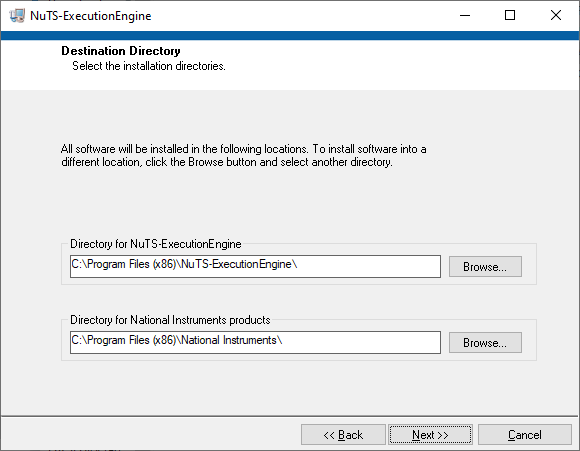 NuTS-ExecutionEngine
Destination Directory
Select the installation directories.
All software will be installed in the following locations. To install software into a
different location, click the Browse button and select another directory.
Directory for NuTS-ExecutionEngine
C:\Program Files (x86)\NuTS-ExecutionEngine\
Browse...
Directory for National Instruments products
C:\Program Files (x86)\National Instruments\
Browse...
<< Back
Next >>
Cancel